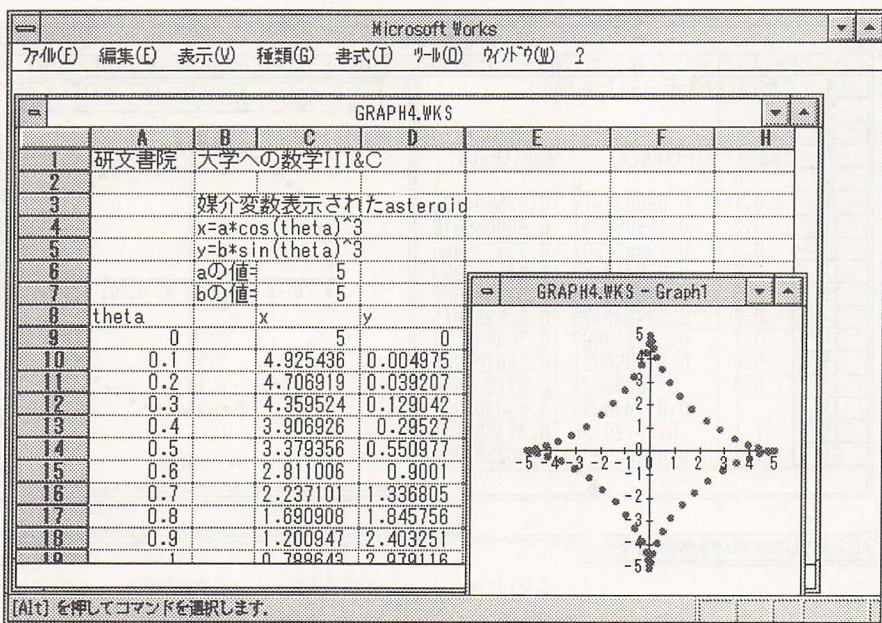 Microsoft Works
ファイル(F) 編集(E) 表示(V) 種類(G) 書式(T) ツール(O) ウィンドウ(W) ?
GRAPH4.WKS
A B C D E F H
1 研文書院 大学への数学III&C
2
3 媒介変数表示されたasteroid
4 x=a*cos(theta)^3
5 y=b*sin(theta)^3
6 aの値= 5
7 bの値= 5
8 theta x y
9 0 5 0
10 0.1 4.925436 0.004975
11 0.2 4.706919 0.039207
12 0.3 4.359524 0.129042
13 0.4 3.906926 0.29527
14 0.5 3.379356 0.550977
15 0.6 2.811006 0.9001
16 0.7 2.237101 1.336805
17 0.8 1.690908 1.845756
18 0.9 1.200947 2.403251
19 1 0.788643 2.979116
GRAPH4.WKS - Graph1
5
4
3
2
1
0
-5 -4 -3 -2 -1 0 1 2 3 4 5
-1
-2
-3
-4
-5
[Alt] を押してコマンドを選択します.